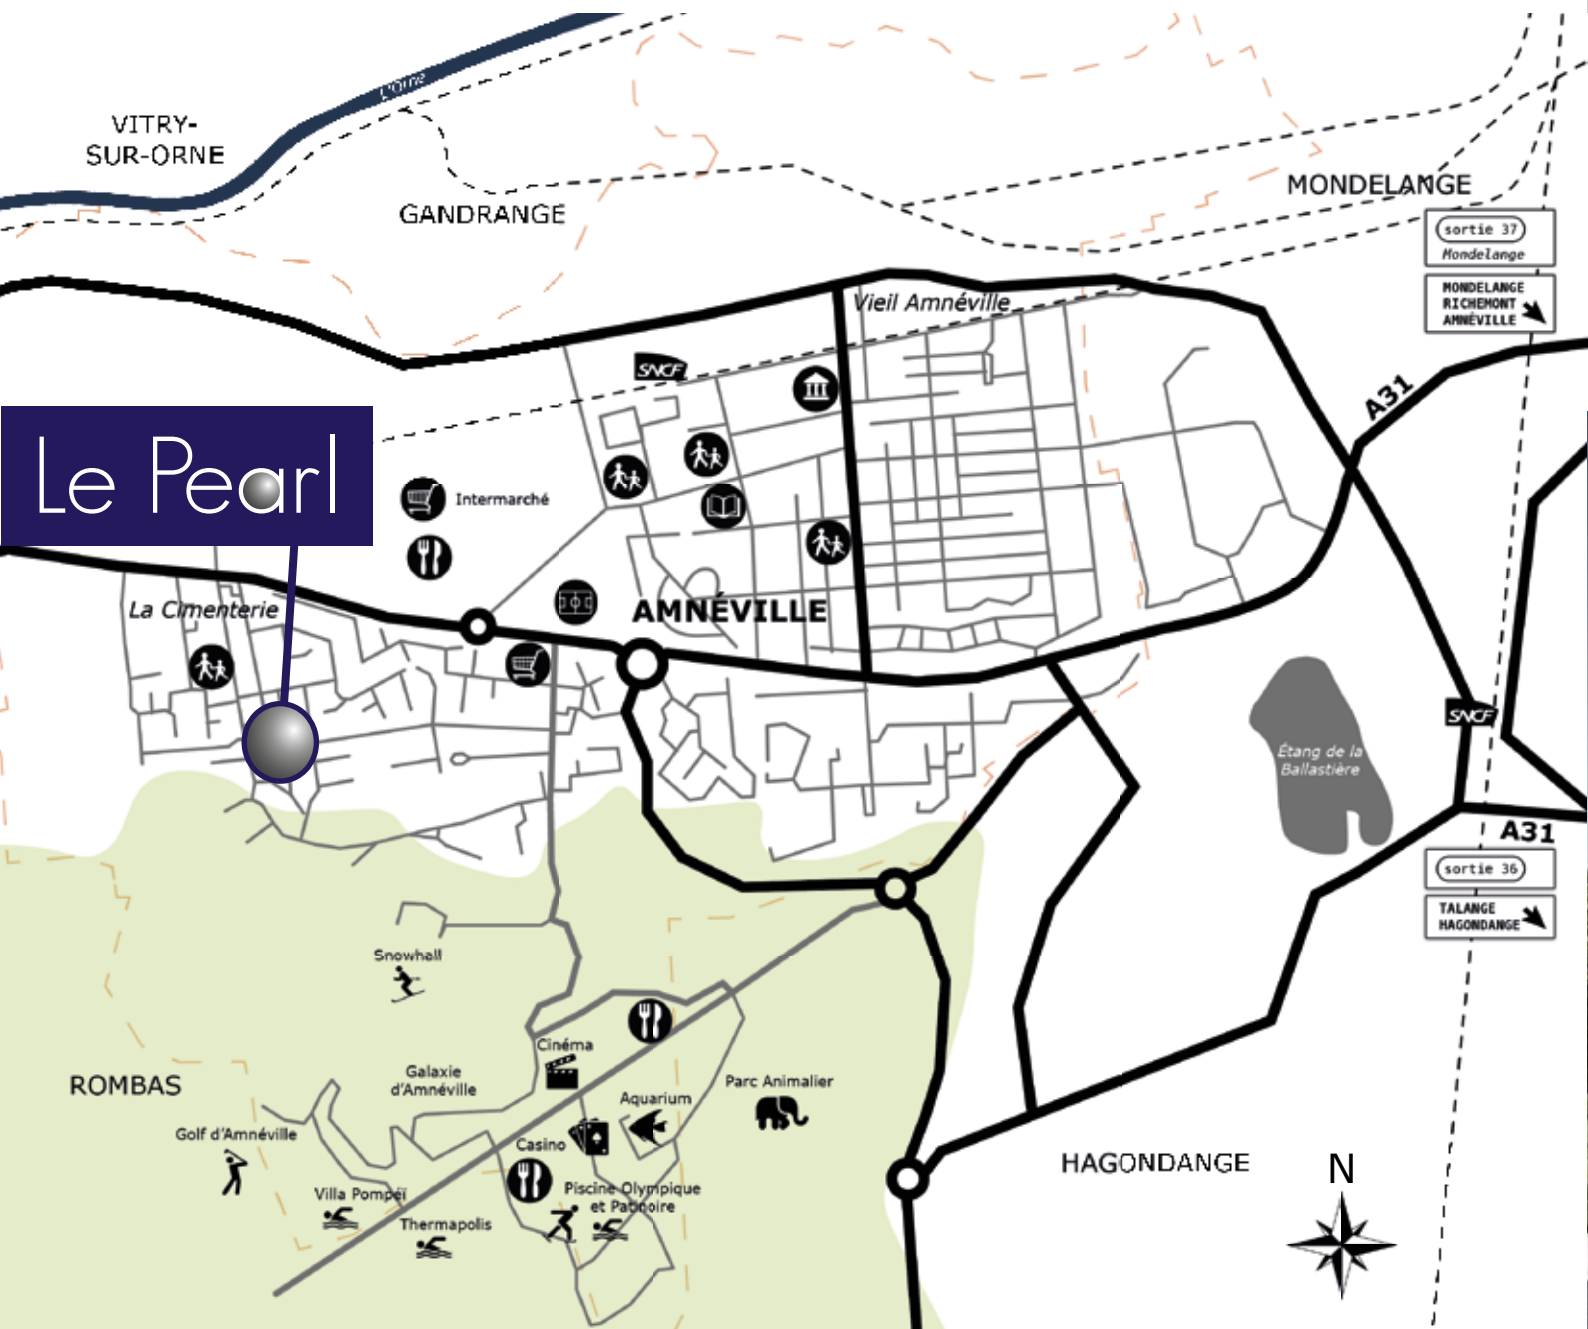 L'Orne
VITRY-
SUR-ORNE
GANDRANGE
MONDELANGE
sortie 37
Mondelange
MONDELANGE
RICHEMONT
AMNÉVILLE
Vieil Amnéville
SNCF
A31
Le Pearl
Intermarché
La Cimenterie
AMNÉVILLE
SNCF
Étang de la
Ballastière
A31
sortie 36
TALANGE
HAGONDANGE
Snowhall
Cinéma
Galaxie
d'Amnéville
ROMBAS
Parc Animalier
Aquarium
Golf d'Amnéville
Casino
HAGONDANGE
N
Villa Pompéï
Piscine Olympique
et Patinoire
Thermapolis